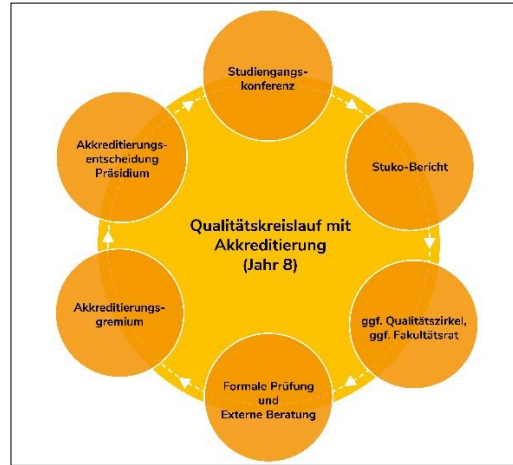 Studiengangs-
konferenz
Akkreditierungs-
entscheidung
Präsidium
Stuko-Bericht
Qualitätskreislauf mit
Akkreditierung
(Jahr 8)
Akkreditierungs-
gremium
ggf. Qualitätszirkel,
ggf. Fakultätsrat
Formale Prüfung
und
Externe Beratung